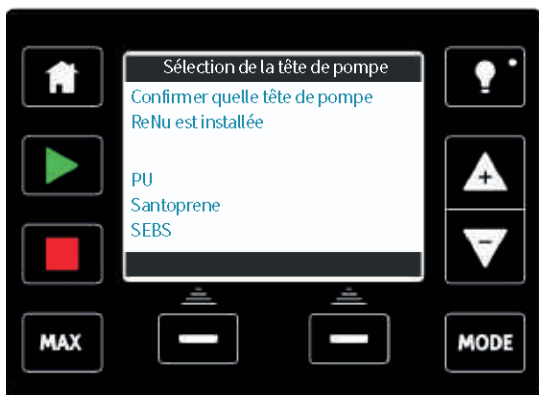 Sélection de la tête de pompe
Confirmer quelle tête de pompe
ReNu est installée
PU
Santoprene
SEBS
+
-
MAX
MODE